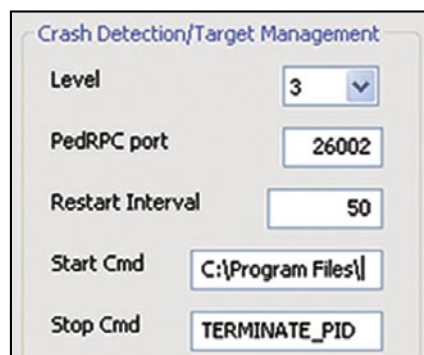 Crash Detection/Target Management
Level 3
PedRPC port 26002
Restart Interval 50
Start Cmd C:\Program Files\
Stop Cmd TERMINATE_PID